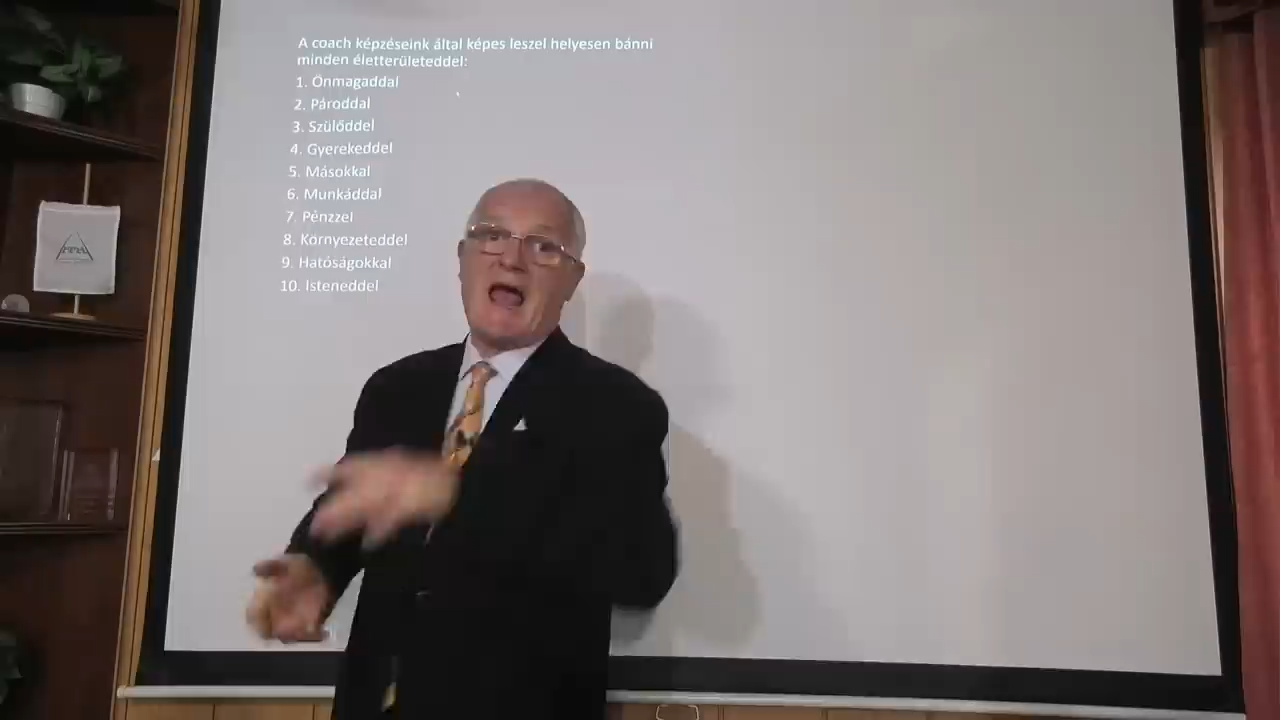 A coach képzéseink által képes leszel helyesen bánni
minden életterületeddel:
1. Önmagaddal
2. Pároddal
3. Szülőddel
4. Gyerekeddel
5. Másokkal
6. Munkáddal
7. Pénzzel
8. Környezeteddel
9. Hatóságokkal
10. Isteneddel